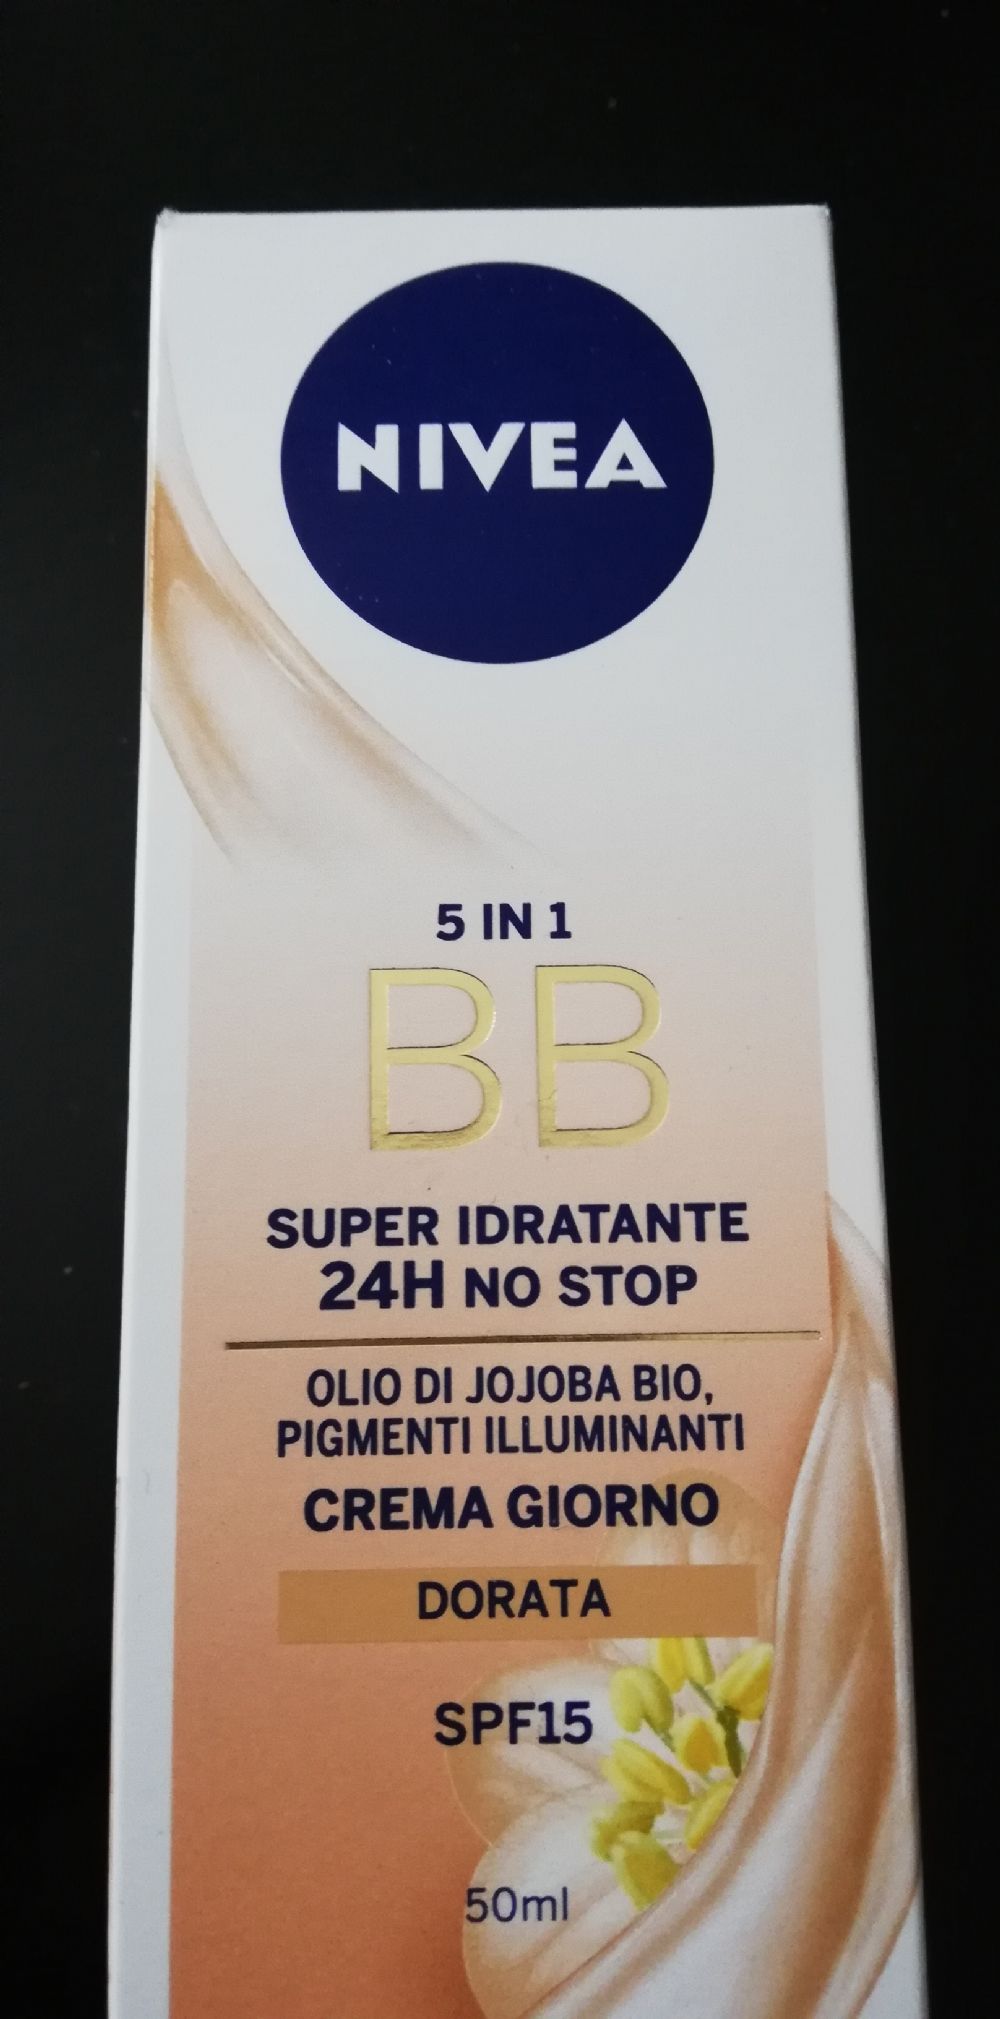 NIVEA
5 IN 1
BB
SUPER IDRATANTE
24H NO STOP
OLIO DI JOJOBA BIO,
PIGMENTI ILLUMINANTI
CREMA GIORNO
DORATA
SPF15
50ml